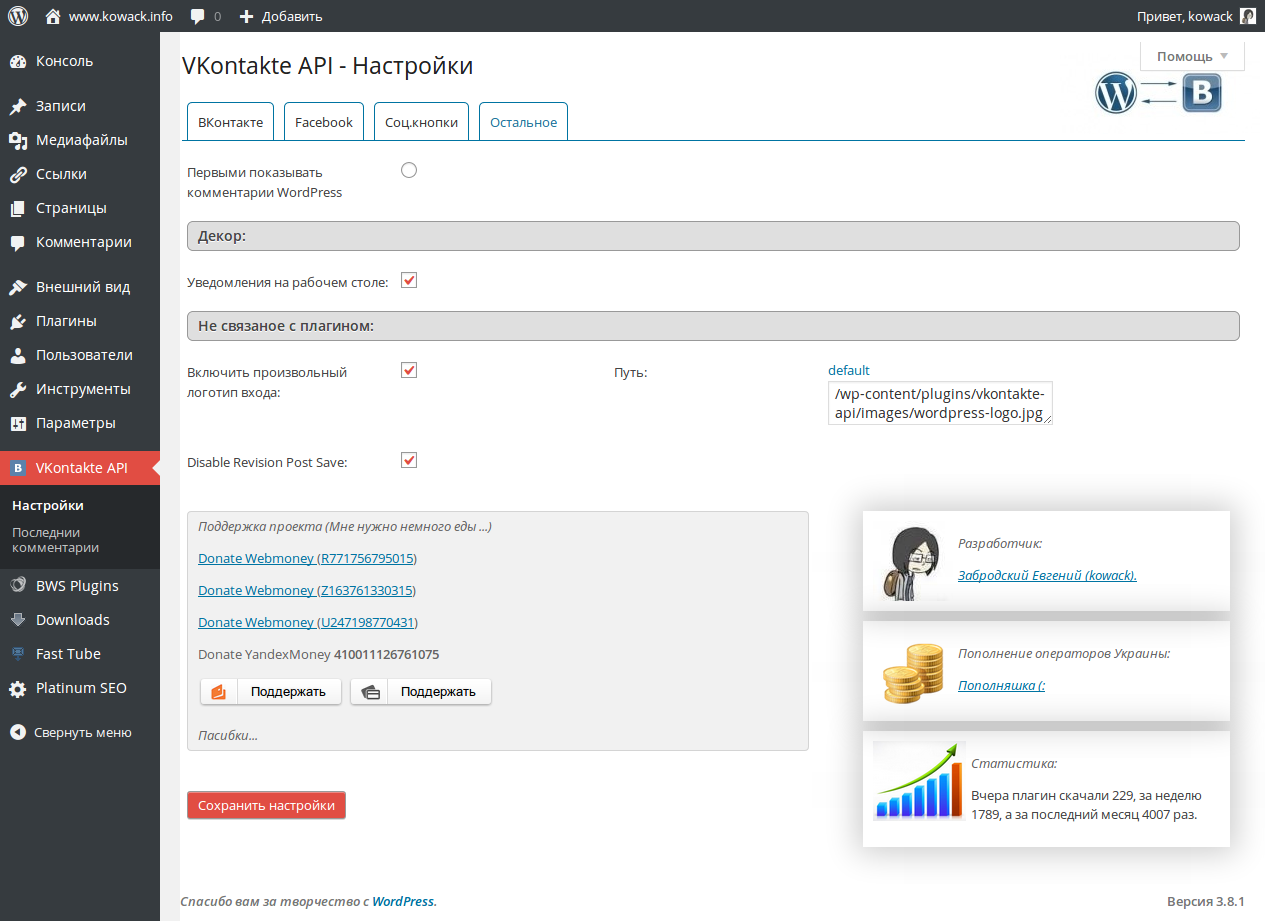 www.kowack.info
0
Добавить
Привет, kowack
Консоль
Записи
Медиафайлы
Ссылки
Страницы
Комментарии
Внешний вид
Плагины
Пользователи
Инструменты
Параметры
VKontakte API
Настройки
Последнии
комментарии
BWS Plugins
Downloads
Fast Tube
Platinum SEO
Свернуть меню
Помощь
VKontakte API - Настройки
ВКонтакте
Facebook
Соц.кнопки
Остальное
Первыми показывать
комментарии WordPress
Декор:
Уведомления на рабочем столе:
Не связаное с плагином:
Включить произвольный
логотип входа:
Путь:
default
/wp-content/plugins/vkontakte-
api/images/wordpress-logo.jpg
Disable Revision Post Save:
Поддержка проекта (Мне нужно немного еды ...)
Donate Webmoney (R771756795015)
Donate Webmoney (Z163761330315)
Donate Webmoney (U247198770431)
Donate YandexMoney 410011126761075
Поддержать
Поддержать
Пасибки...
Разработчик:
Забродский Евгений (kowack).
Пополнение операторов Украины:
Пополняшка (:
Статистика:
Вчера плагин скачали 229, за неделю
1789, а за последний месяц 4007 раз.
Сохранить настройки
Спасибо вам за творчество с WordPress.
Версия 3.8.1